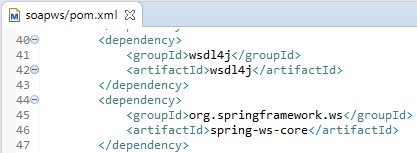 soapws/pom.xml
40 <dependency>
41 <groupId>wsdl4j</groupId>
42 <artifactId>wsdl4j</artifactId>
43 </dependency>
44 <dependency>
45 <groupId>org.springframework.ws</groupId>
46 <artifactId>spring-ws-core</artifactId>
47 </dependency>